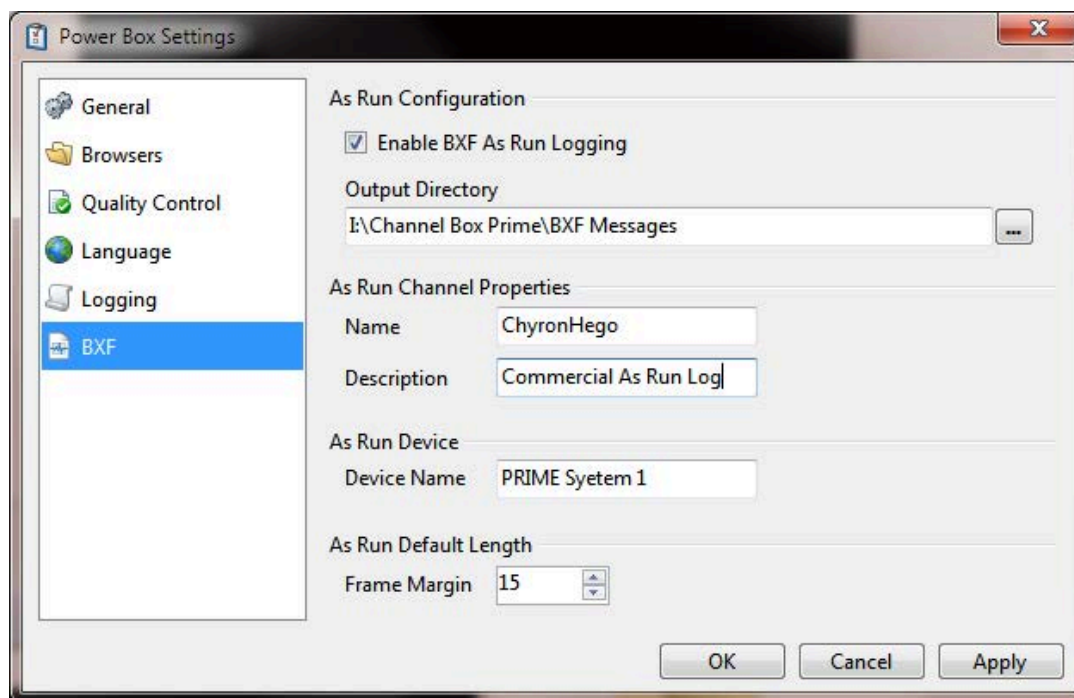 Power Box Settings
General
Browsers
Quality Control
Language
Logging
BXF
As Run Configuration
Enable BXF As Run Logging
Output Directory
I:\Channel Box Prime\BXF Messages
...
As Run Channel Properties
Name ChyronHego
Description Commercial As Run Log
As Run Device
Device Name PRIME Syetem 1
As Run Default Length
Frame Margin 15
OK Cancel Apply